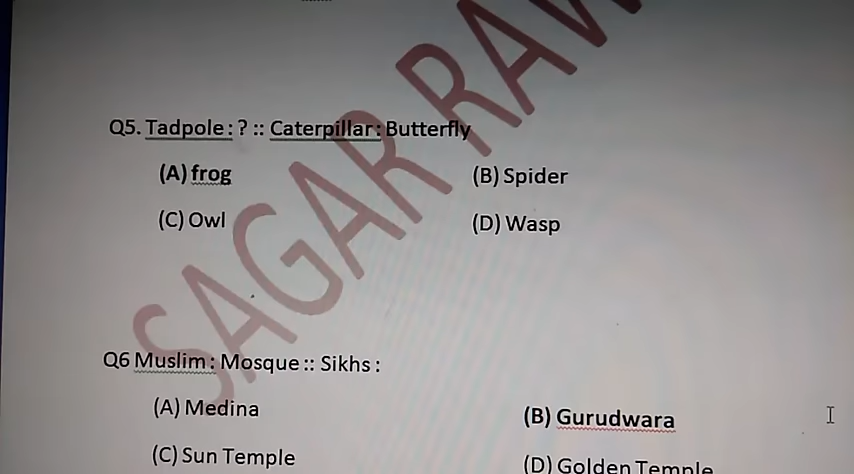 Q5. Tadpole : ? :: Caterpillar : Butterfly
(A) frog (B) Spider
(C) Owl (D) Wasp
Q6 Muslim : Mosque :: Sikhs :
(A) Medina (B) Gurudwara
(C) Sun Temple (D) Golden Temple
SAGAR